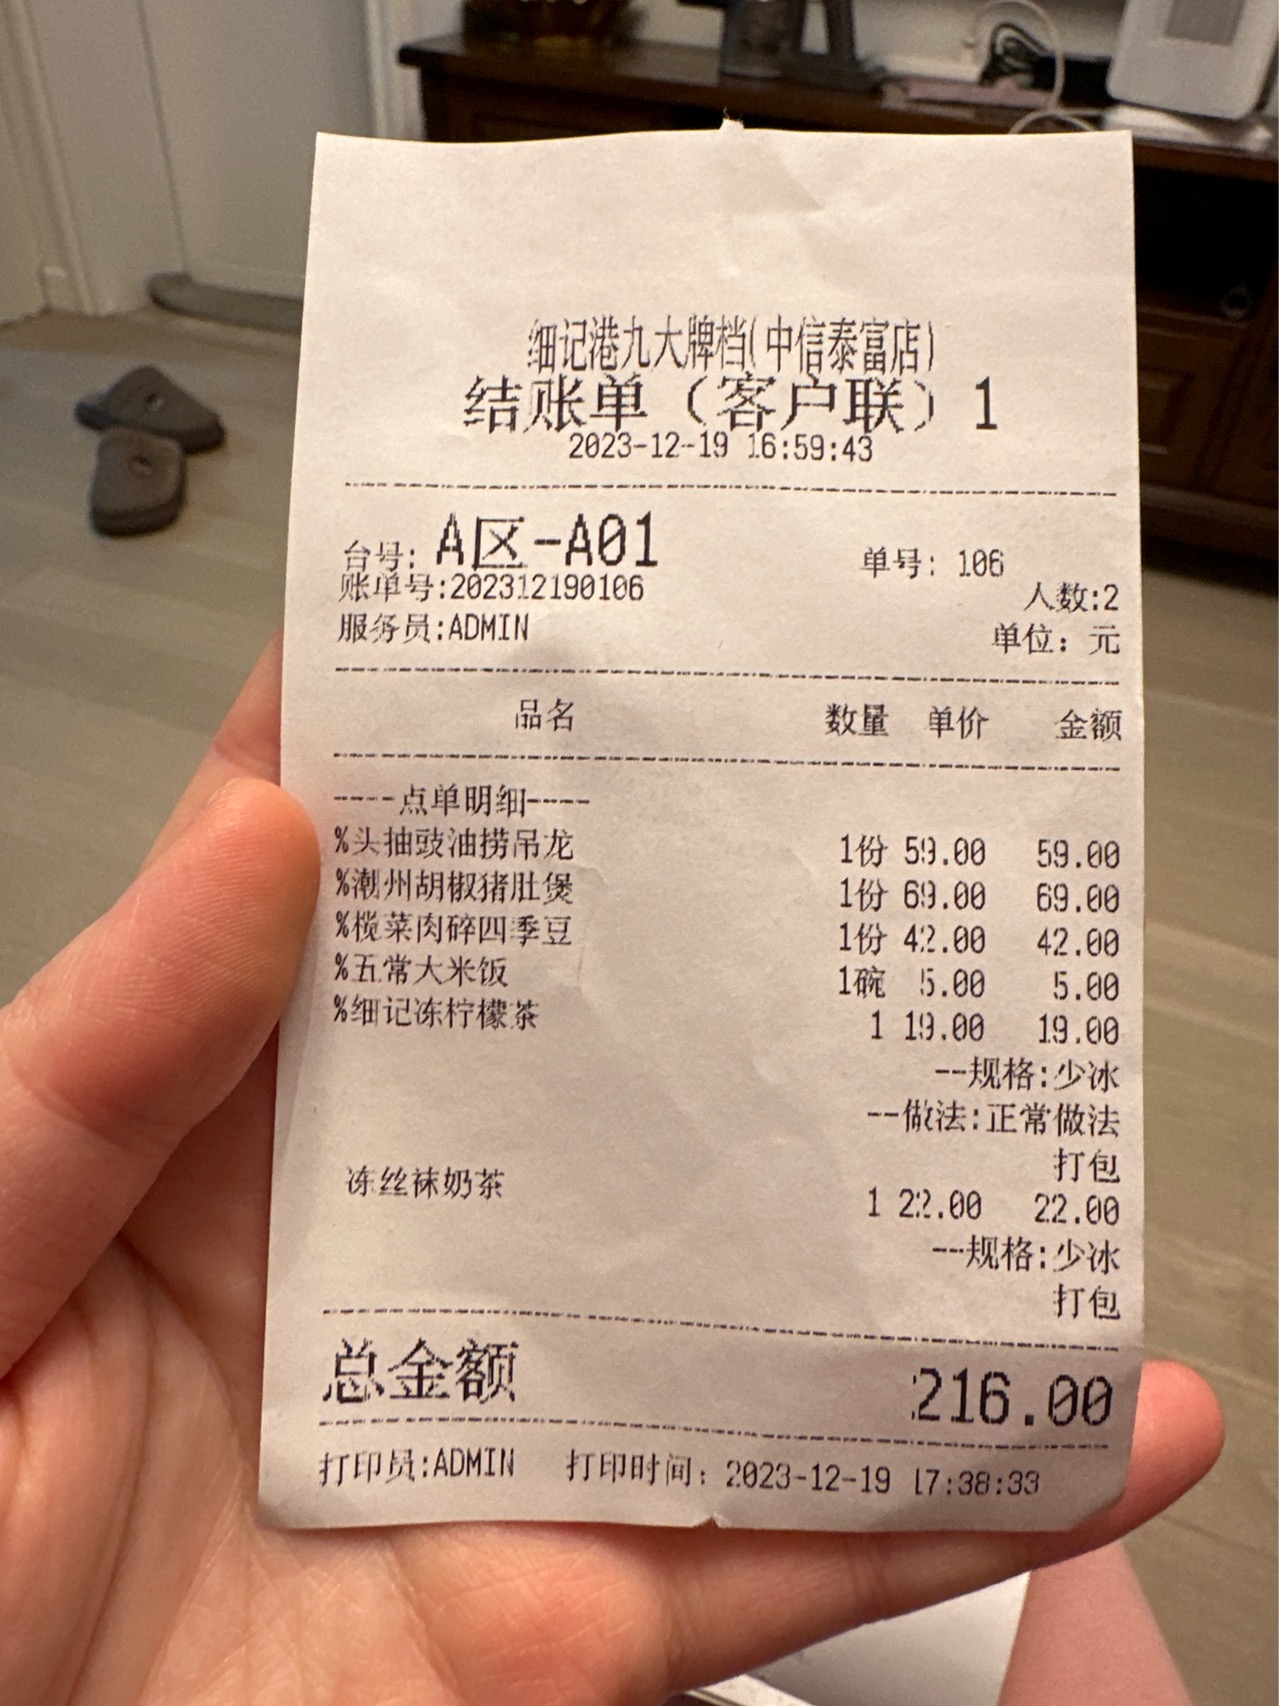 细记港九大牌档(中信泰富店)
结账单（客户联）1
2023-12-19 16:59:43
台号: A区-A01 单号: 106
账单号:202312190106 人数:2
服务员:ADMIN 单位: 元
品名 数量 单价 金额
----点单明细----
%头抽豉油捞吊龙 1份 59.00 59.00
%潮州胡椒猪肚煲 1份 69.00 69.00
%榄菜肉碎四季豆 1份 42.00 42.00
%五常大米饭 1碗 5.00 5.00
%细记冻柠檬茶 1 19.00 19.00
--规格:少冰
--做法:正常做法
打包
冻丝袜奶茶 1 22.00 22.00
--规格:少冰
打包
总金额 216.00
打印员:ADMIN 打印时间: 2023-12-19 17:38:33